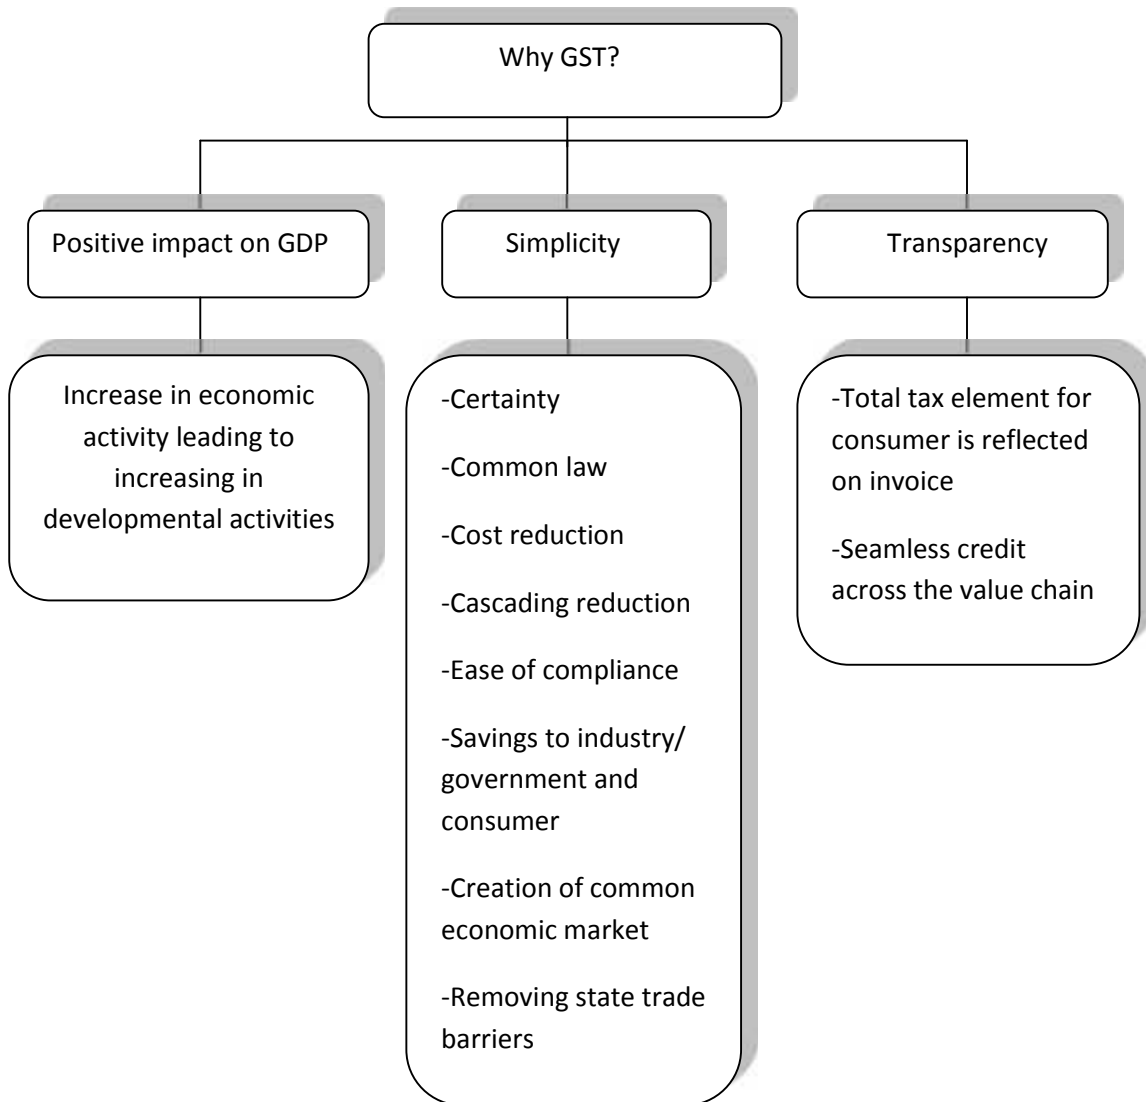 Why GST?
Positive impact on GDP
Simplicity
Transparency
Increase in economic
activity leading to
increasing in
developmental activities
-Certainty
-Common law
-Cost reduction
-Cascading reduction
-Ease of compliance
-Savings to industry/
government and
consumer
-Creation of common
economic market
-Removing state trade
barriers
-Total tax element for
consumer is reflected
on invoice
-Seamless credit
across the value chain